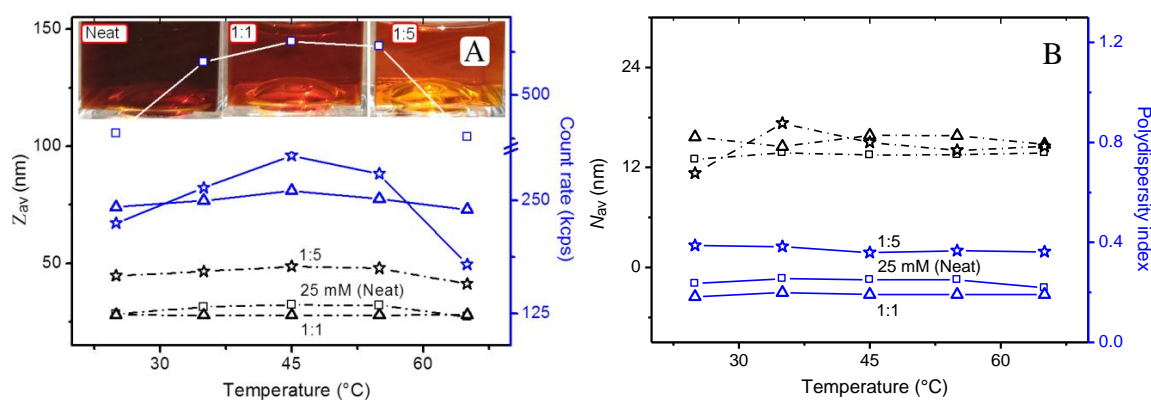 Neat
1:1
1:5
A
150
100
50
Z_av (nm)
1:5
25 mM (Neat)
1:1
500
250
125
Count rate (kcps)
30
45
60
Temperature (°C)
B
24
12
0
N_av (nm)
1:5
25 mM (Neat)
1:1
1.2
0.8
0.4
0.0
Polydispersity index
30
45
60
Temperature (°C)